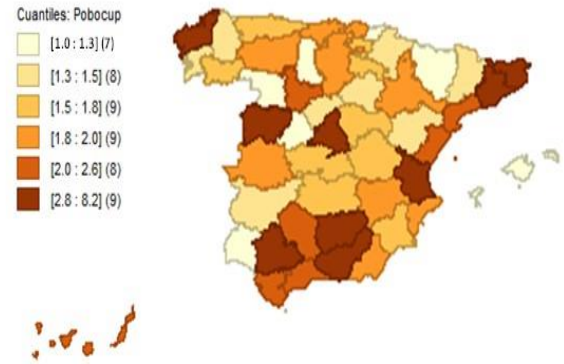 Cuantiles: Pobocup
[1.0 : 1.3] (7)
[1.3 : 1.5] (8)
[1.5 : 1.8] (9)
[1.8 : 2.0] (9)
[2.0 : 2.6] (8)
[2.8 : 8.2] (9)